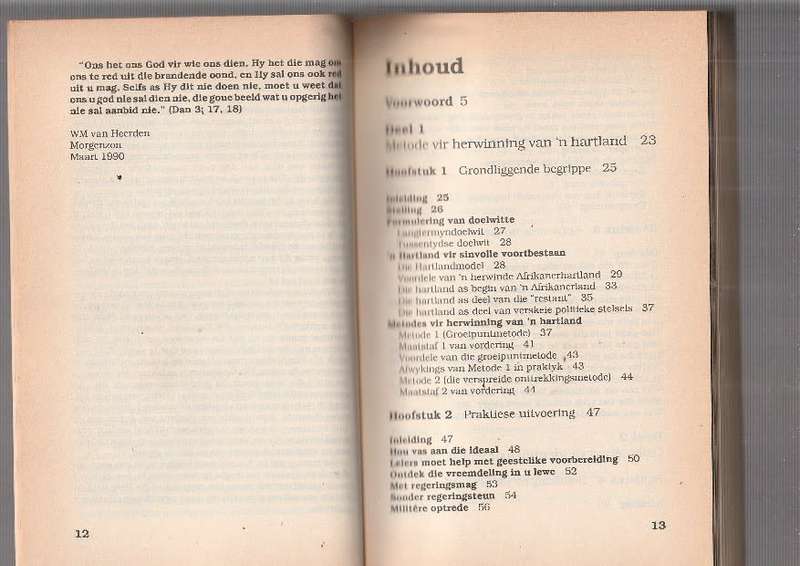 "Ons het ons God vir wie ons dien. Hy het die mag om
ons te red uit die brandende oond, en Hy sal ons ook red
uit u mag. Selfs as Hy dit nie doen nie, moet u weet dat
ons u god nie sal dien nie, die goue beeld wat u opgerig het
nie sal aanbid nie." (Dan 3; 17, 18)
WM van Heerden
Morgenzon
Maart 1990
12
Inhoud
Voorwoord 5
Deel 1
Metode vir herwinning van 'n hartland 23
Hoofstuk 1 Grondliggende begrippe 25
Inleiding 25
Stelling 26
Formulering van doelwitte
Langtermyndoelwit 27
Tussentydse doelwit 28
'n Hartland vir sinvolle voortbestaan
Die Hartlandmodel 28
Voordele van 'n herwinde Afrikanerhartland 29
Die hartland as begin van 'n Afrikanerland 33
Die hartland as deel van die "restant" 35
Die hartland as deel van verskeie politieke stelsels 37
Metodes vir herwinning van 'n hartland
Metode 1 (Groeipuntmetode) 37
Maatstaf 1 van vordering 41
Voordele van die groeipuntmetode 43
Afwykings van Metode 1 in praktyk 43
Metode 2 (die verspreide onttrekkingsmetode) 44
Maatstaf 2 van vordering 44
Hoofstuk 2 Praktiese uitvoering 47
Inleiding 47
Hou vas aan die ideaal 48
Leiers moet help met geestelike voorbereiding 50
Ontdek die vreemdeling in u lewe 52
Met regeringsmag 53
Sonder regeringsteun 54
Militêre optrede 56
13